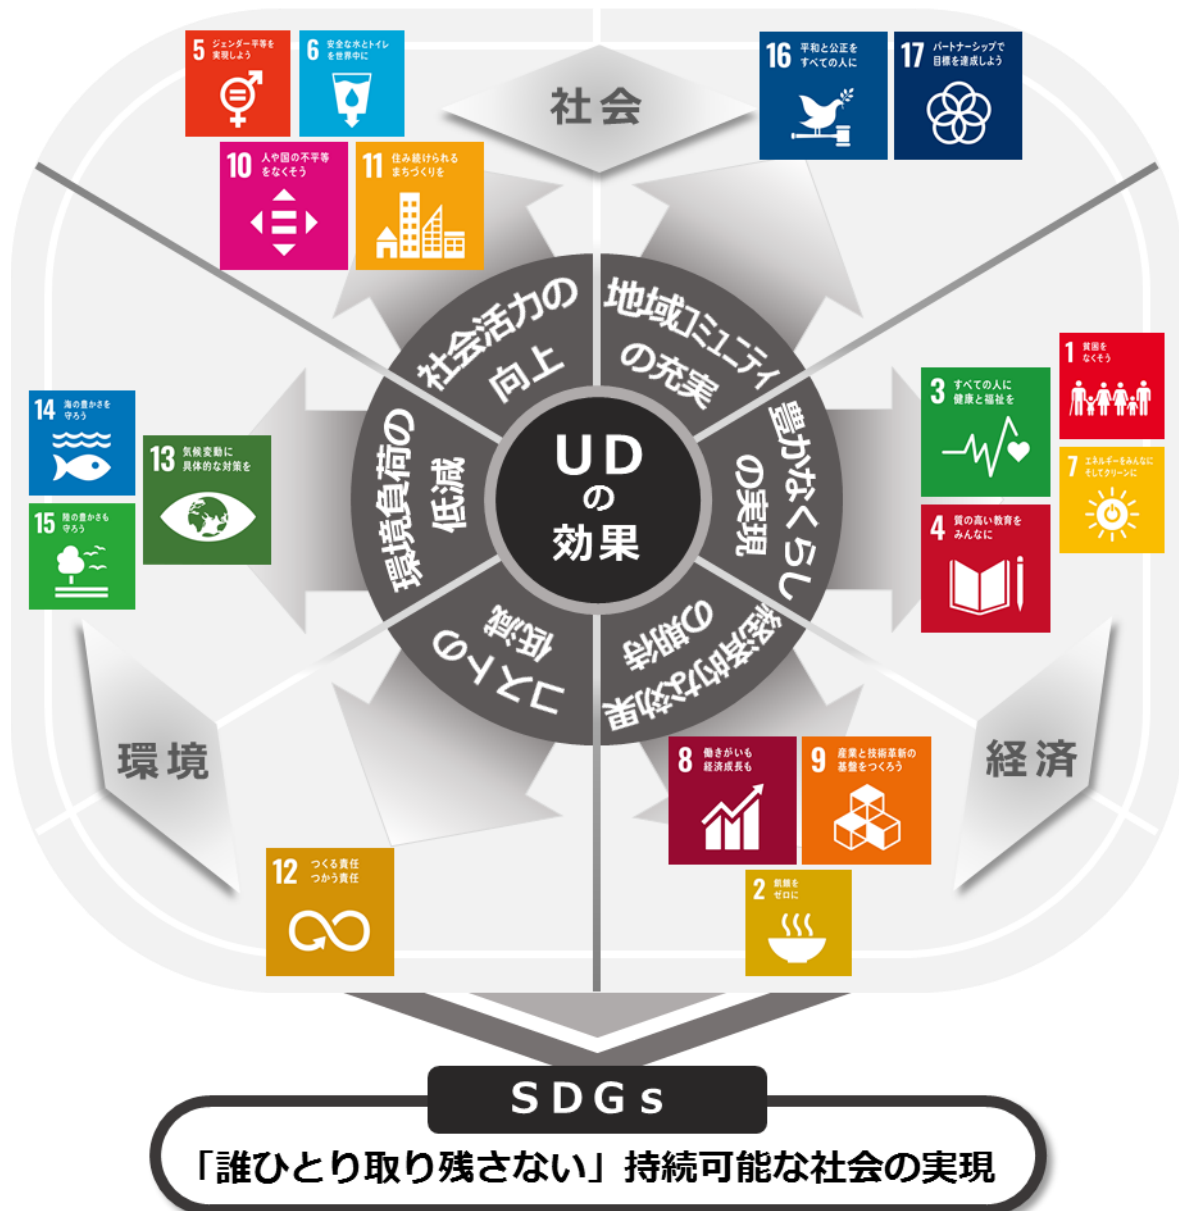 5 ジェンダー平等を
実現しよう
6 安全な水とトイレ
を世界中に
社会
16 平和と公正を
すべての人に
17 パートナーシップで
目標を達成しよう
10 人や国の不平等
をなくそう
11 住み続けられる
まちづくりを
社会活力の
向上
地域コミュニティ
の充実
1 貧困を
なくそう
3 すべての人に
健康と福祉を
14 海の豊かさを
守ろう
13 気候変動に
具体的な対策を
環境負荷の
低減
UD
の
効果
豊かなくらし
の実現
7 エネルギーをみんなに
そしてクリーンに
15 陸の豊かさも
守ろう
4 質の高い教育を
みんなに
コストの
低減
経済的な効果
の期待
環境
経済
8 働きがいも
経済成長も
9 産業と技術革新の
基盤をつくろう
12 つくる責任
つかう責任
2 飢餓を
ゼロに
SDGs
「誰ひとり取り残さない」持続可能な社会の実現